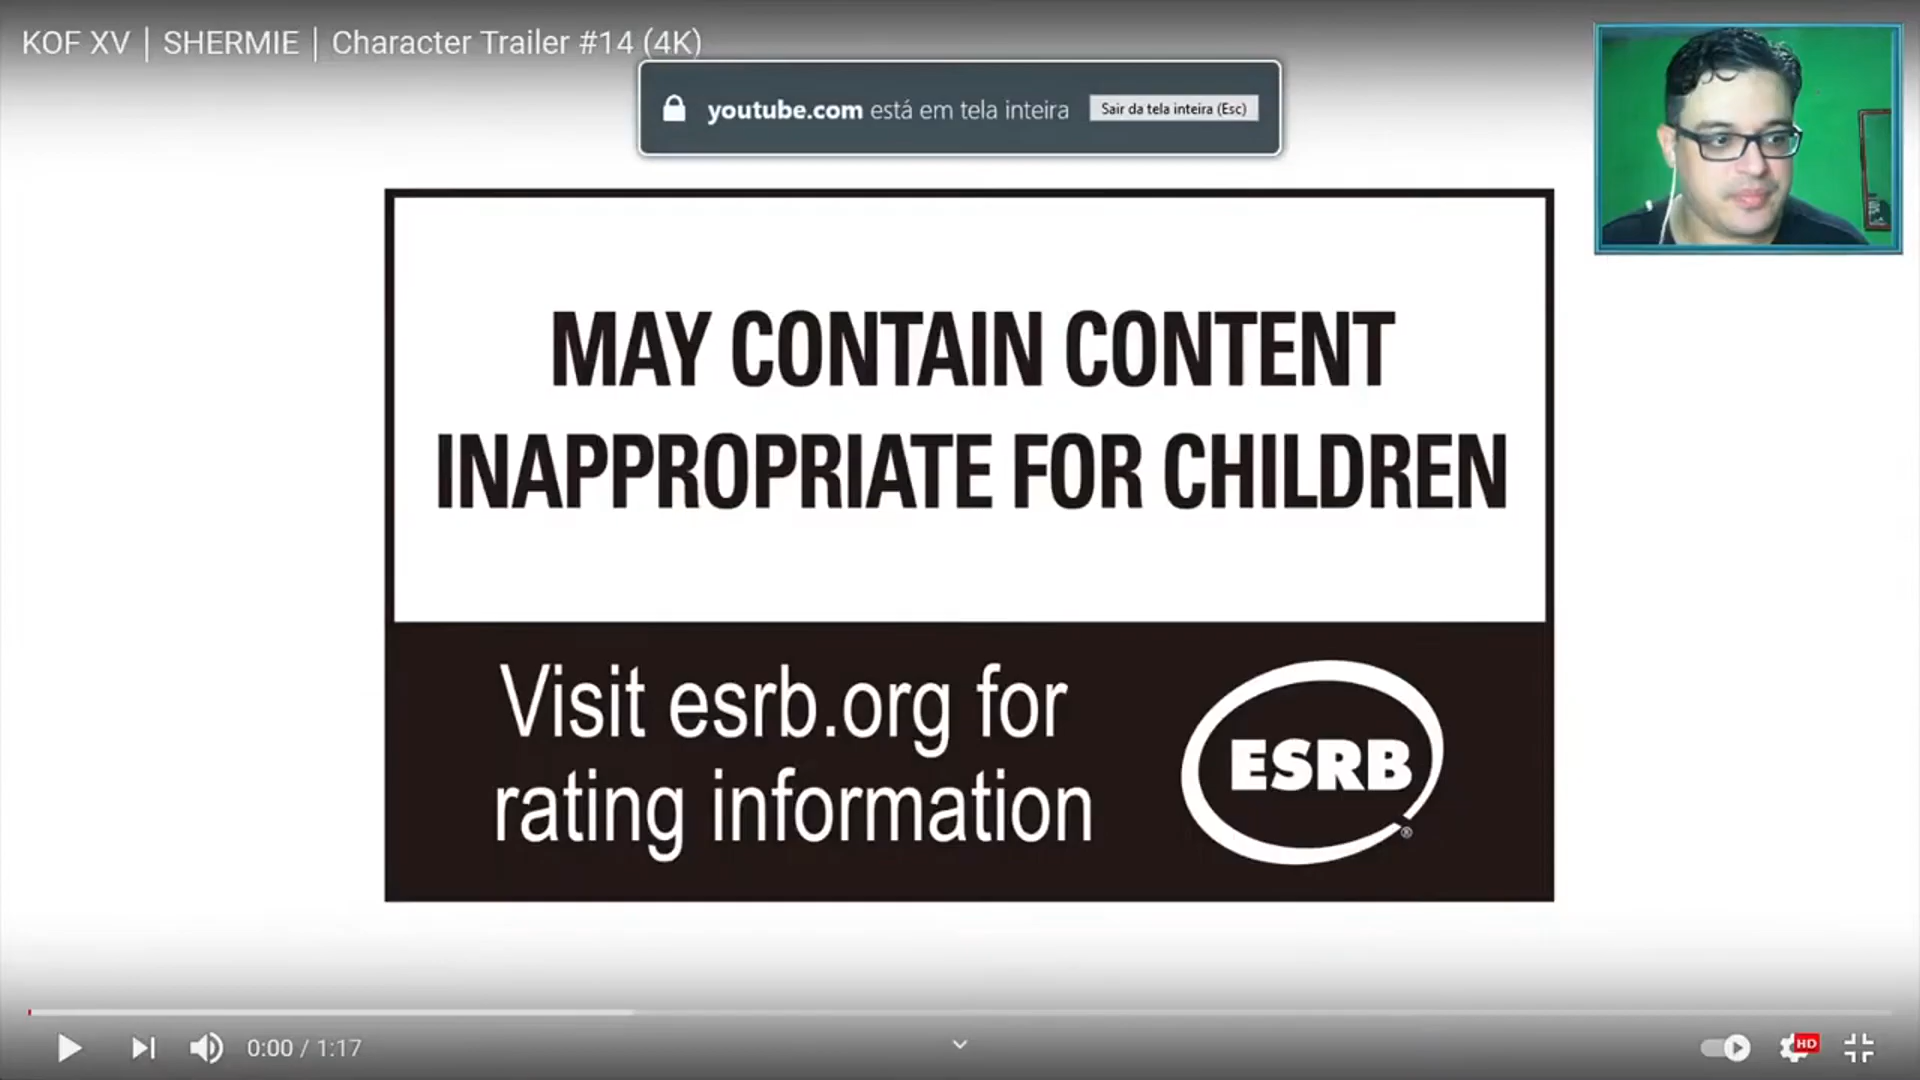 KOF XV │ SHERMIE │ Character Trailer #14 (4K)
youtube.com está em tela inteira Sair da tela inteira (Esc)
MAY CONTAIN CONTENT
INAPPROPRIATE FOR CHILDREN
Visit esrb.org for
rating information
ESRB
®
0:00 / 1:17
HD